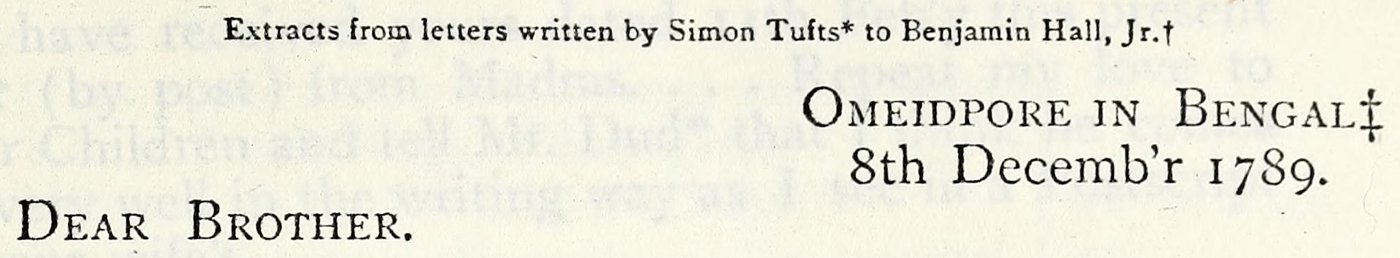 Extracts from letters written by Simon Tufts* to Benjamin Hall, Jr.†
OMEIDPORE IN BENGAL‡
8th Decemb'r 1789.
DEAR BROTHER.